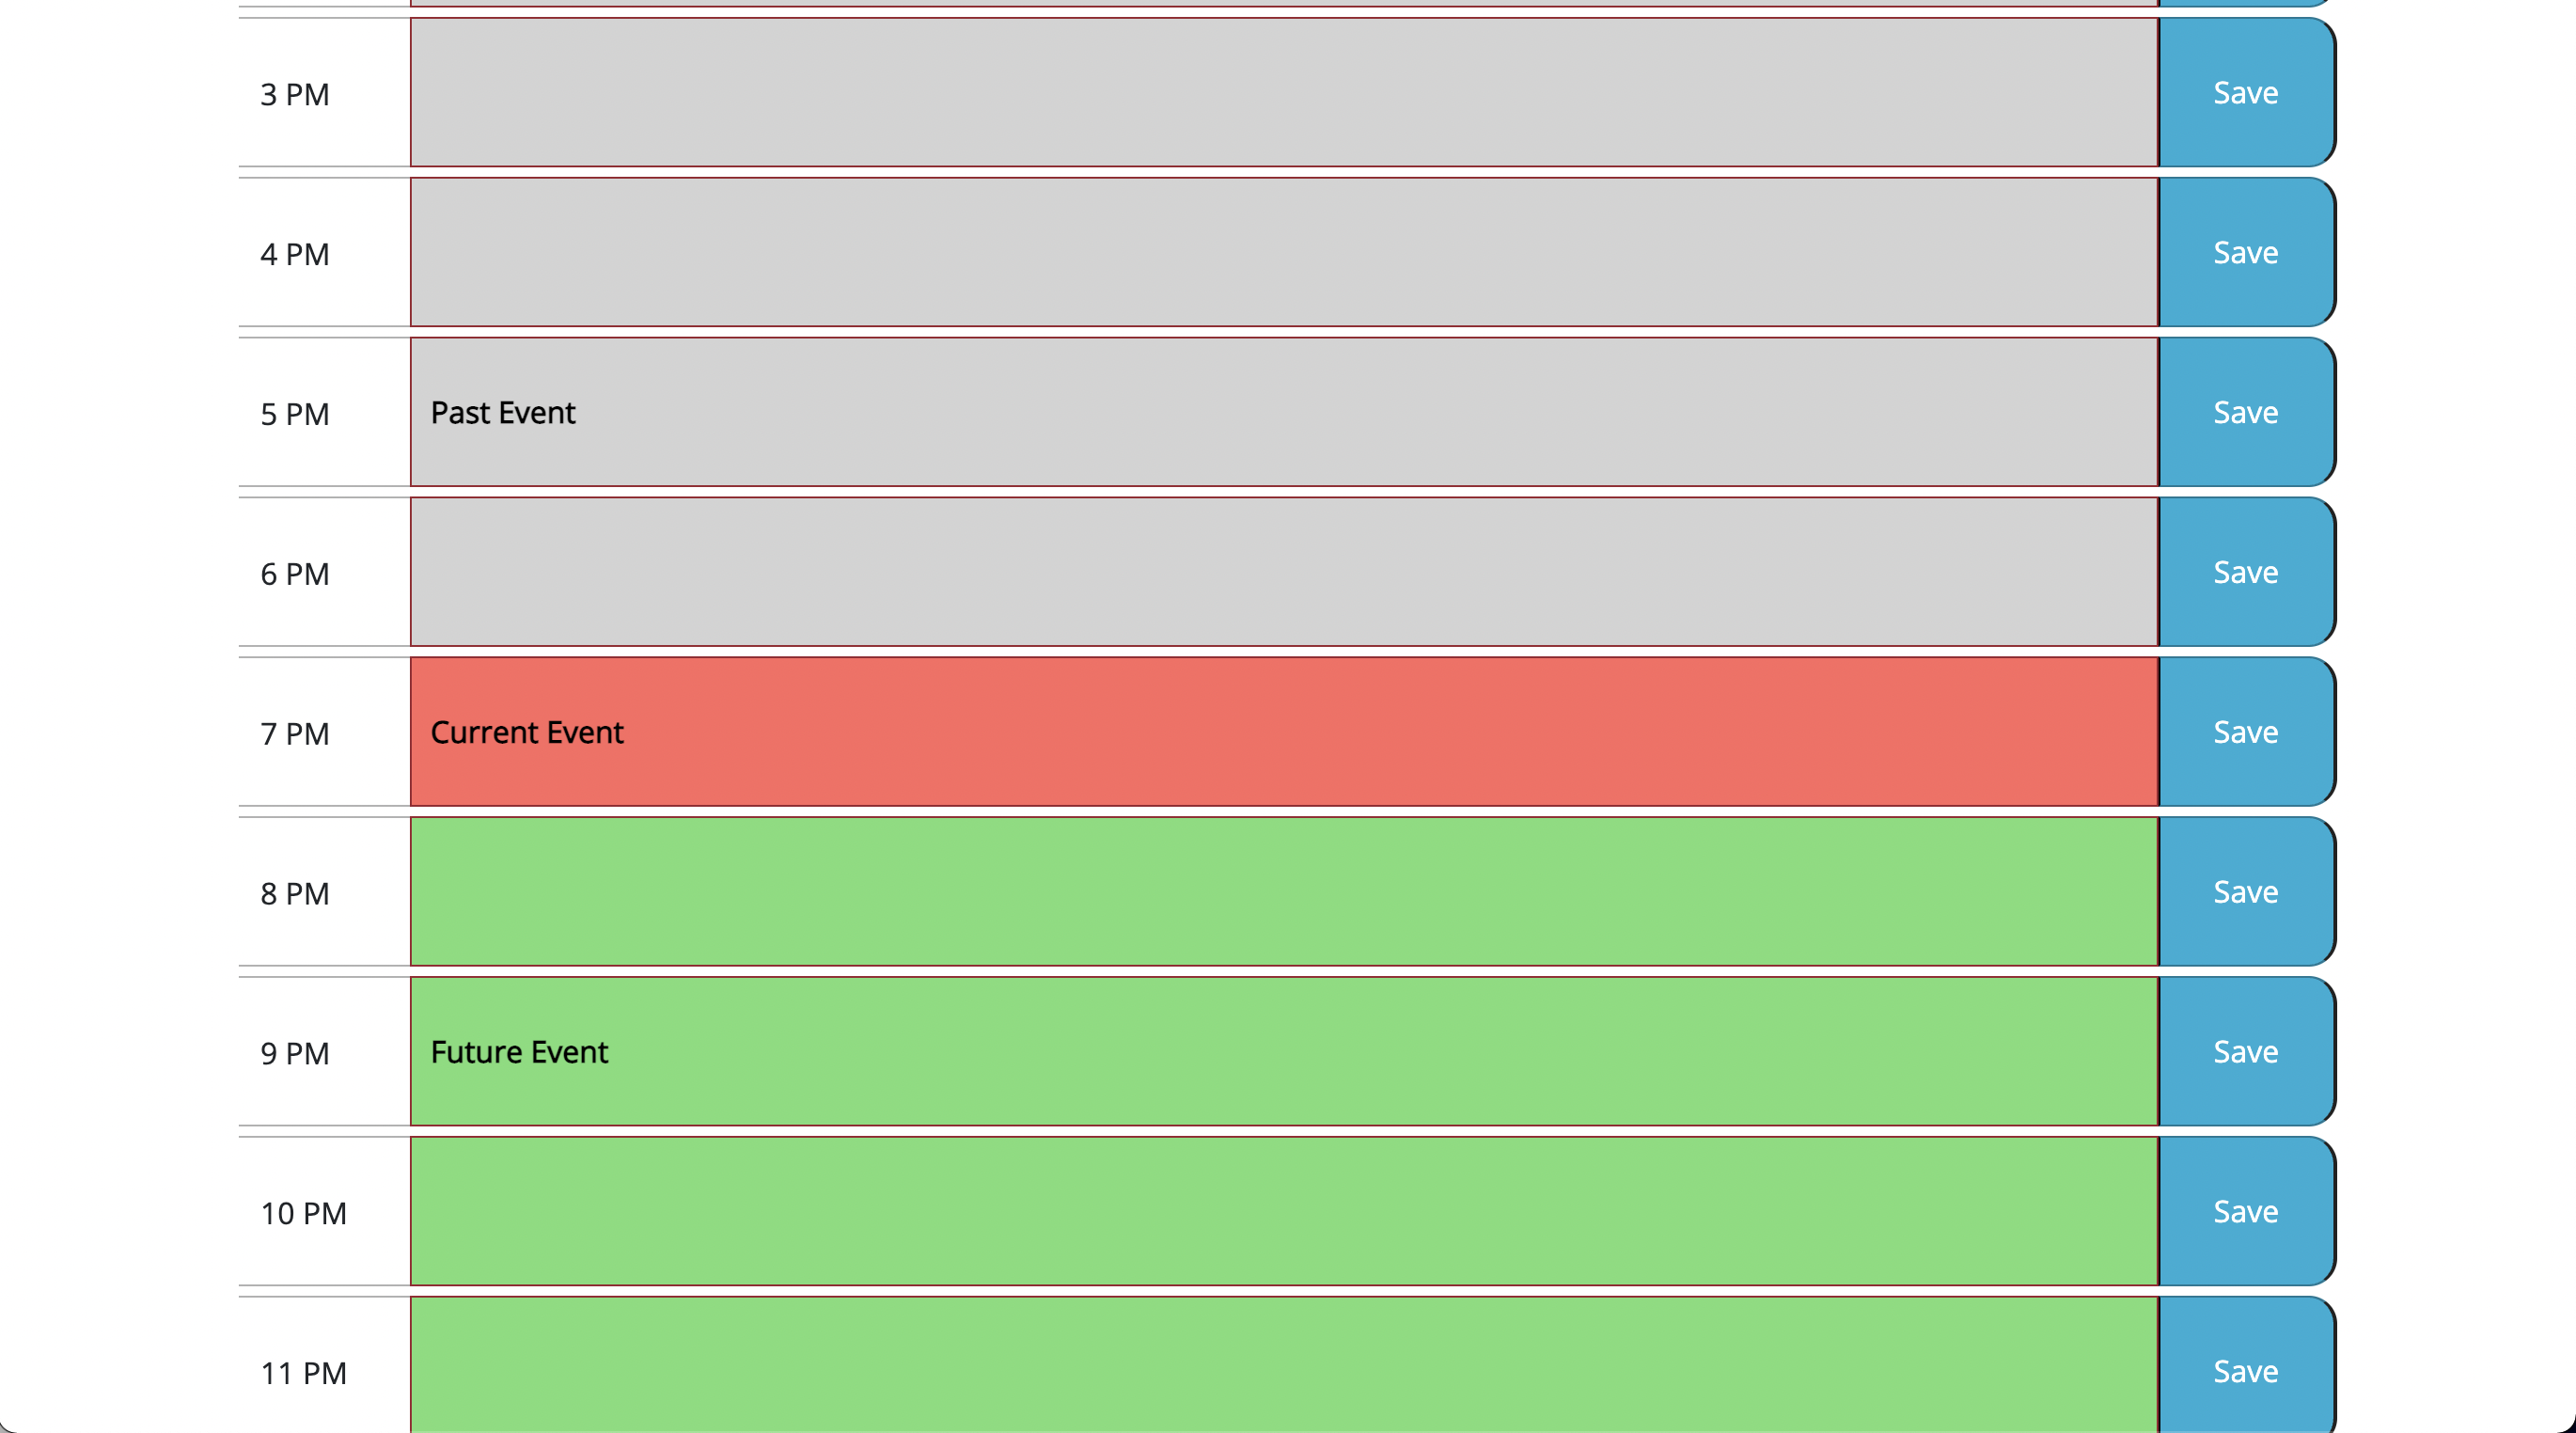 3 PM Save
4 PM Save
5 PM Past Event Save
6 PM Save
7 PM Current Event Save
8 PM Save
9 PM Future Event Save
10 PM Save
11 PM Save